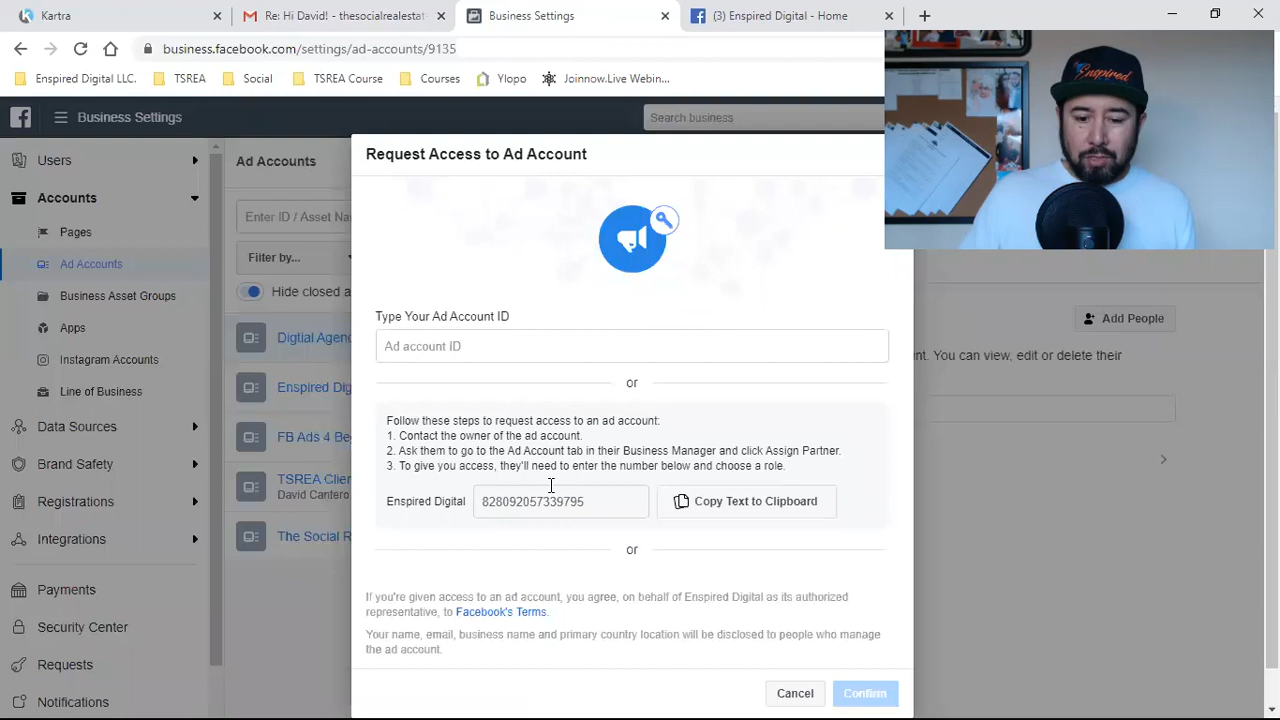 Kartra
Re: Hi David! - thesocialrealestat
Business Settings
(3) Enspired Digital - Home
business.facebook.com/settings/ad-accounts/9135
Enspired Digital LLC.
TSREA
Social
TSREA Course
Courses
Ylopo
Joinnow.Live Webin...
Business Settings
Search business
Enspired
Users
Accounts
Pages
Ad Accounts
Business Asset Groups
Apps
Instagram Accounts
Line of Business
Data Sources
Brand Safety
Registrations
Integrations
Payments
Security Center
Requests
Notifications
Ad Accounts
Enter ID / Asset Na
Filter by...
Hide closed a
Digtial Agen
Enspired Di
FB Ads 4 Be
TSREA Clier
David Cantero
The Social R
Request Access to Ad Account
Type Your Ad Account ID
Ad account ID
or
Follow these steps to request access to an ad account:
1. Contact the owner of the ad account.
2. Ask them to go to the Ad Account tab in their Business Manager and click Assign Partner.
3. To give you access, they'll need to enter the number below and choose a role.
Enspired Digital
828092057339795
Copy Text to Clipboard
or
If you're given access to an ad account, you agree, on behalf of Enspired Digital as its authorized
representative, to Facebook's Terms.
Your name, email, business name and primary country location will be disclosed to people who manage
the ad account.
Cancel
Confirm
Add People
nt. You can view, edit or delete their